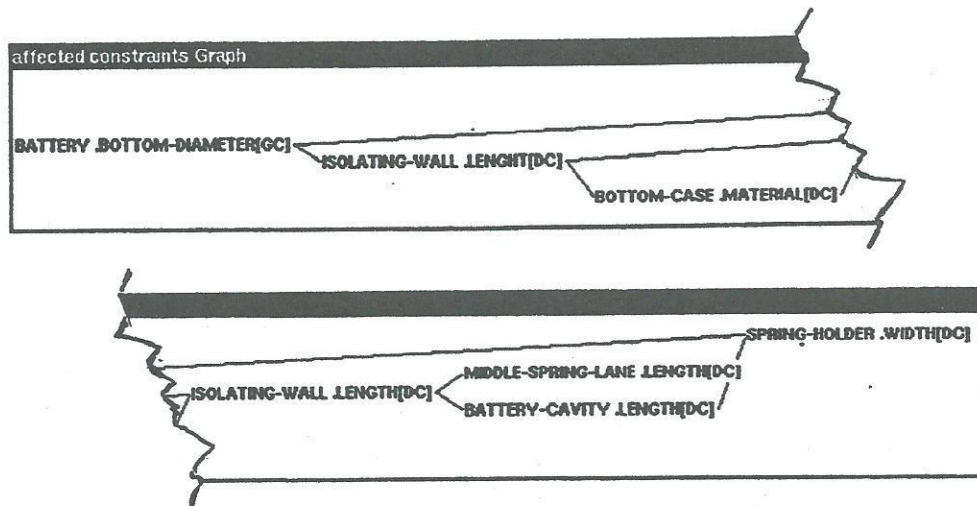 affected constraints Graph
BATTERY .BOTTOM-DIAMETER[GC]
ISOLATING-WALL .LENGHT[DC]
BOTTOM-CASE .MATERIAL[DC]
SPRING-HOLDER .WIDTH[DC]
MIDDLE-SPRING-LANE .LENGTH[DC]
ISOLATING-WALL .LENGTH[DC]
BATTERY-CAVITY .LENGTH[DC]